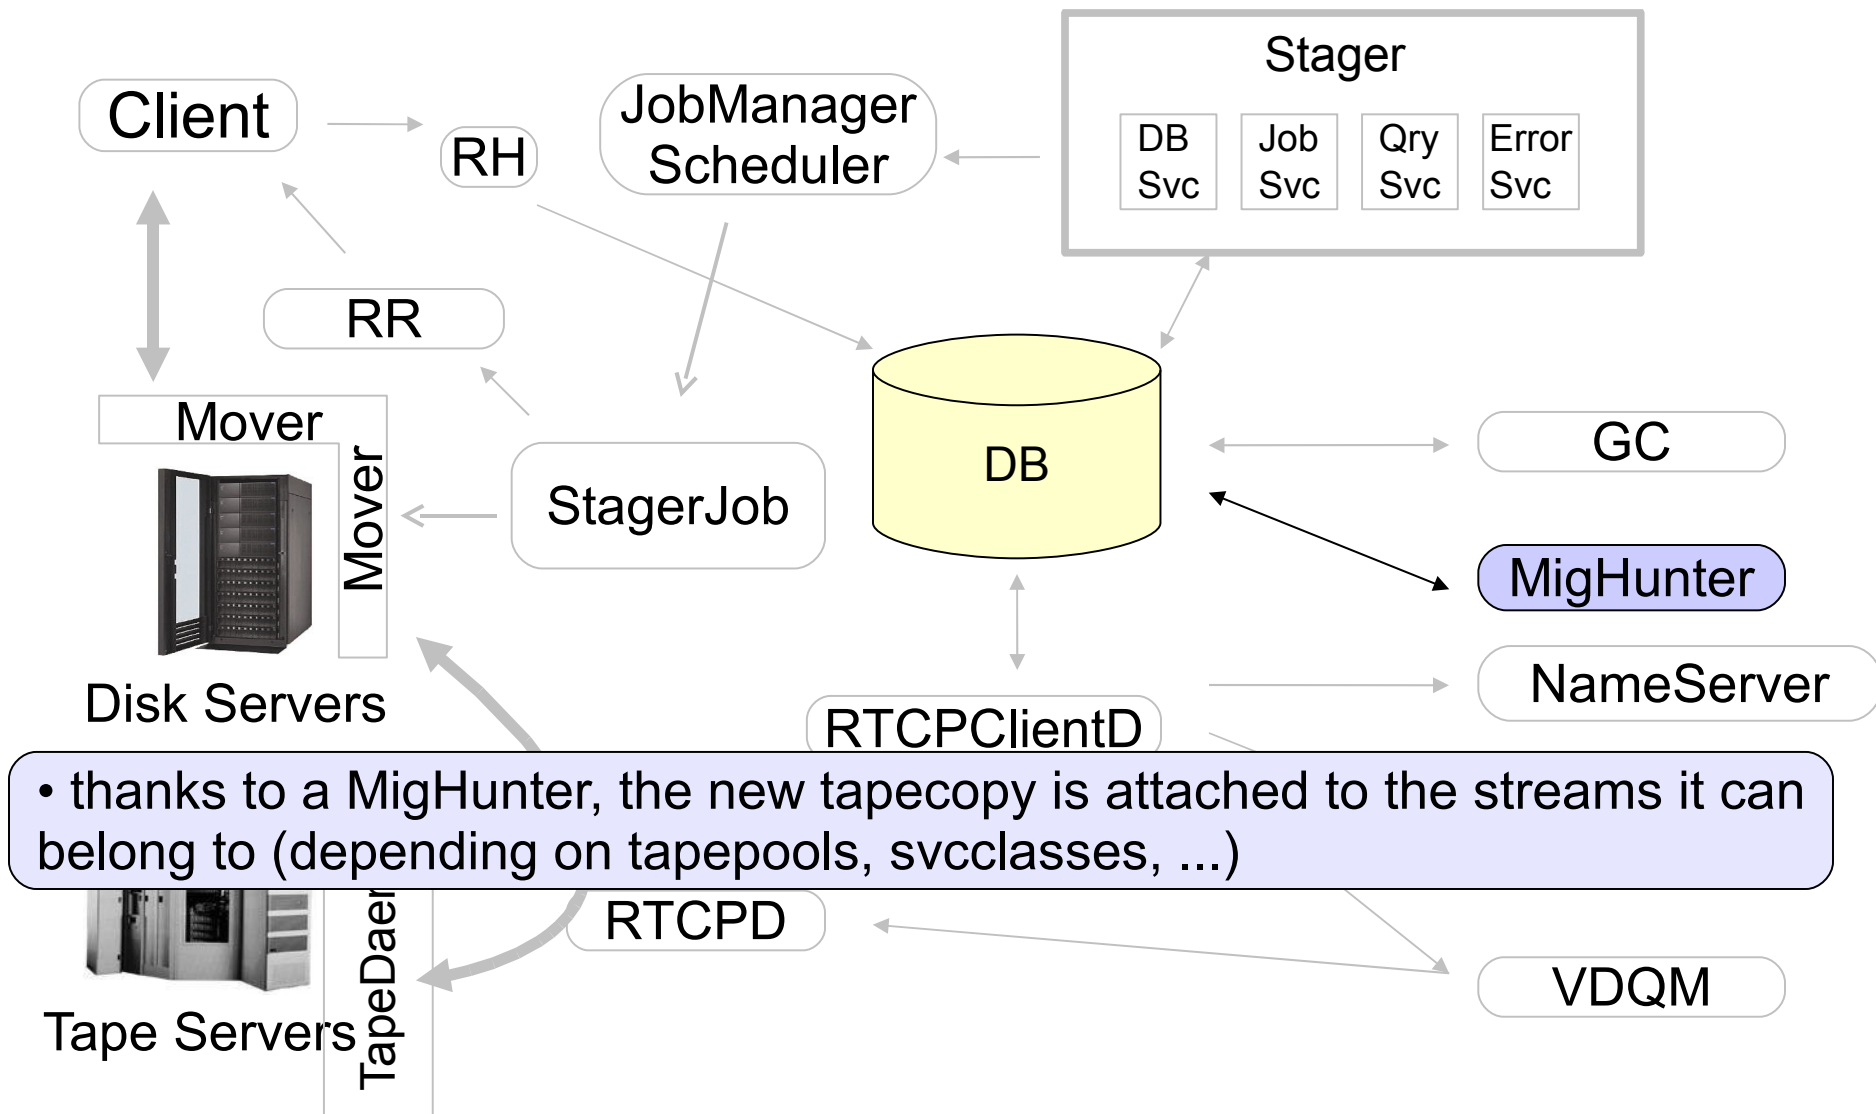 Stager
Client
JobManager
Scheduler
RH
DB
Svc
Job
Svc
Qry
Svc
Error
Svc
RR
Mover
Mover
DB
GC
StagerJob
MigHunter
NameServer
Disk Servers
RTCPClientD
• thanks to a MigHunter, the new tapecopy is attached to the streams it can
belong to (depending on tapepools, svcclasses, ...)
RTCPD
TapeDaem
VDQM
Tape Servers